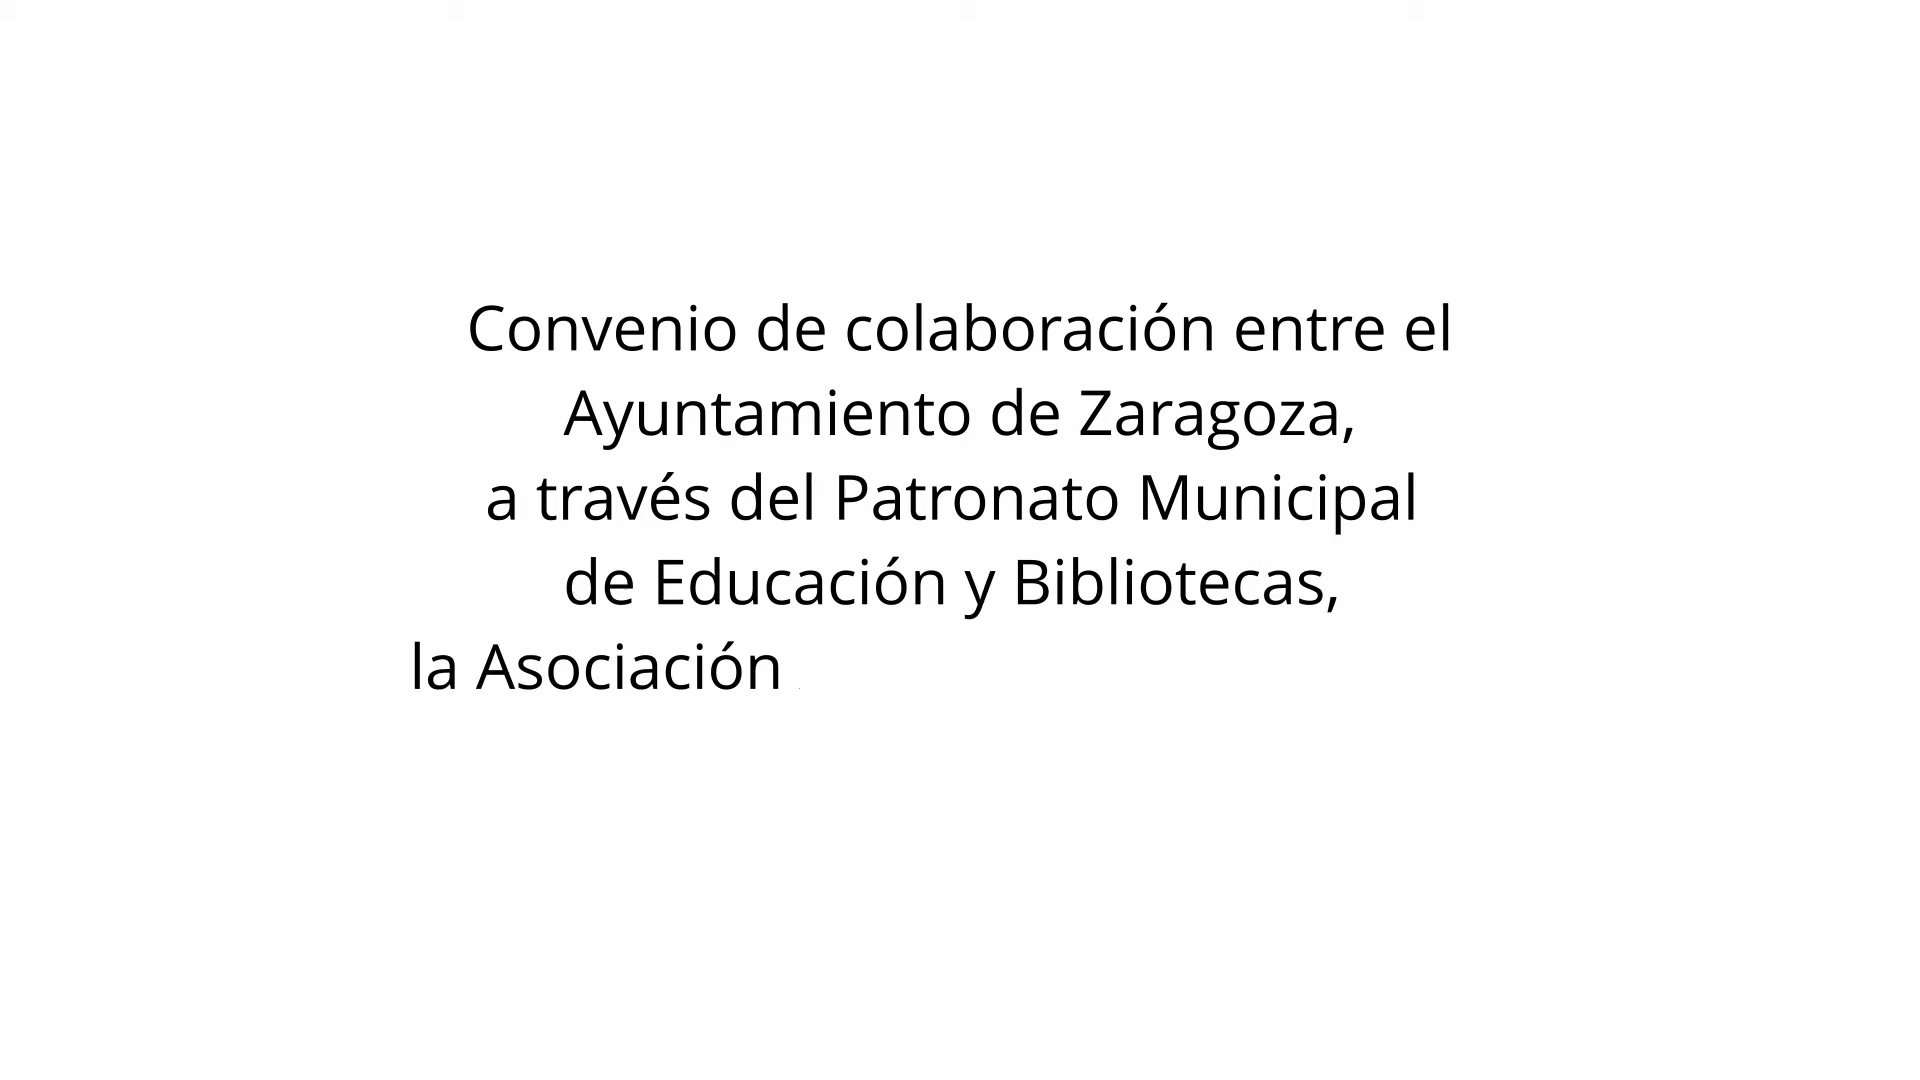 Convenio de colaboración entre el
Ayuntamiento de Zaragoza,
a través del Patronato Municipal
de Educación y Bibliotecas,
la Asociación